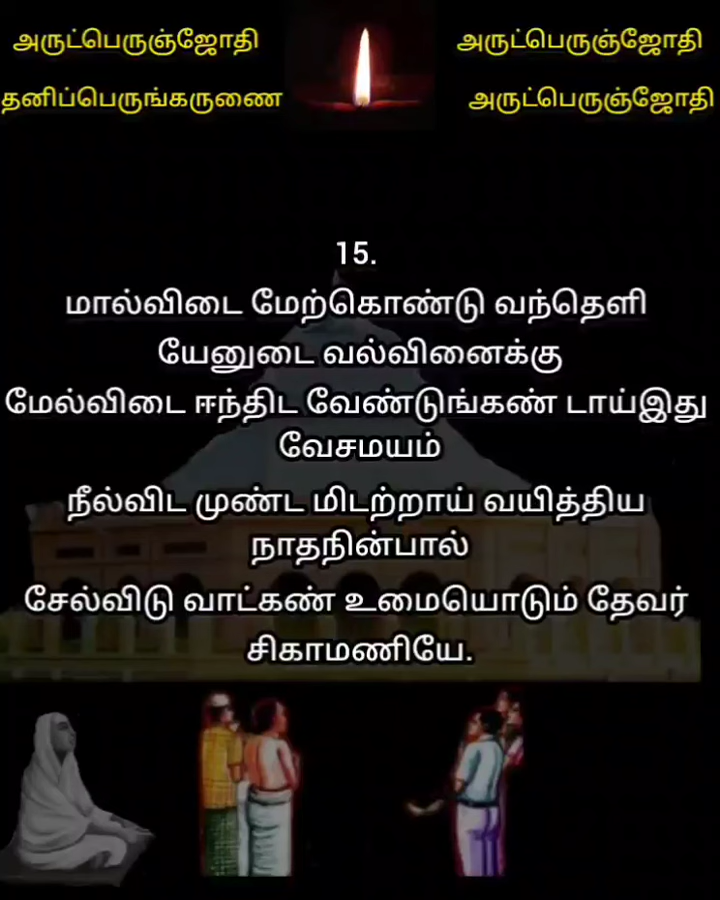 அருட்பெருஞ்ஜோதி அருட்பெருஞ்ஜோதி
தனிப்பெருங்கருணை அருட்பெருஞ்ஜோதி
15.
மால்விடை மேற்கொண்டு வந்தெளி
யேனுடை வல்வினைக்கு
மேல்விடை ஈந்திட வேண்டுங்கண் டாய்இது
வேசமயம்
நீல்விட முண்ட மிடற்றாய் வயித்திய
நாதநின்பால்
சேல்விடு வாட்கண் உமையொடும் தேவர்
சிகாமணியே.